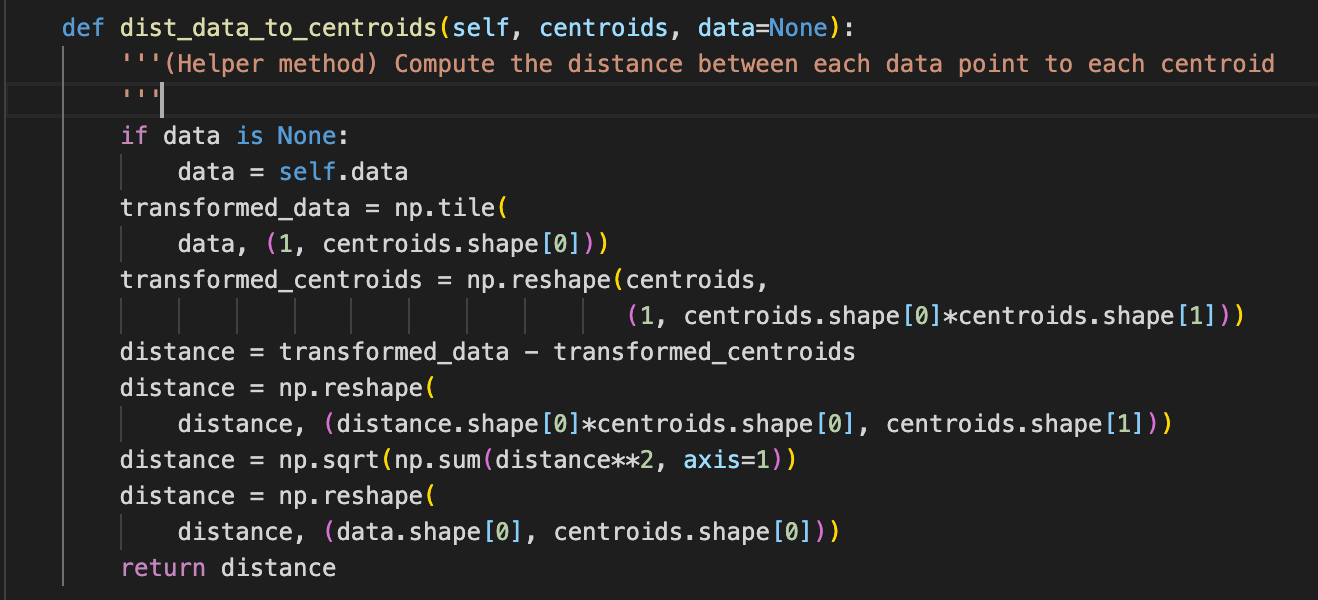 def dist_data_to_centroids(self, centroids, data=None):
    '''(Helper method) Compute the distance between each data point to each centroid
    '''
    if data is None:
        data = self.data
    transformed_data = np.tile(
        data, (1, centroids.shape[0]))
    transformed_centroids = np.reshape(centroids,
                                       (1, centroids.shape[0]*centroids.shape[1]))
    distance = transformed_data - transformed_centroids
    distance = np.reshape(
        distance, (distance.shape[0]*centroids.shape[0], centroids.shape[1]))
    distance = np.sqrt(np.sum(distance**2, axis=1))
    distance = np.reshape(
        distance, (data.shape[0], centroids.shape[0]))
    return distance